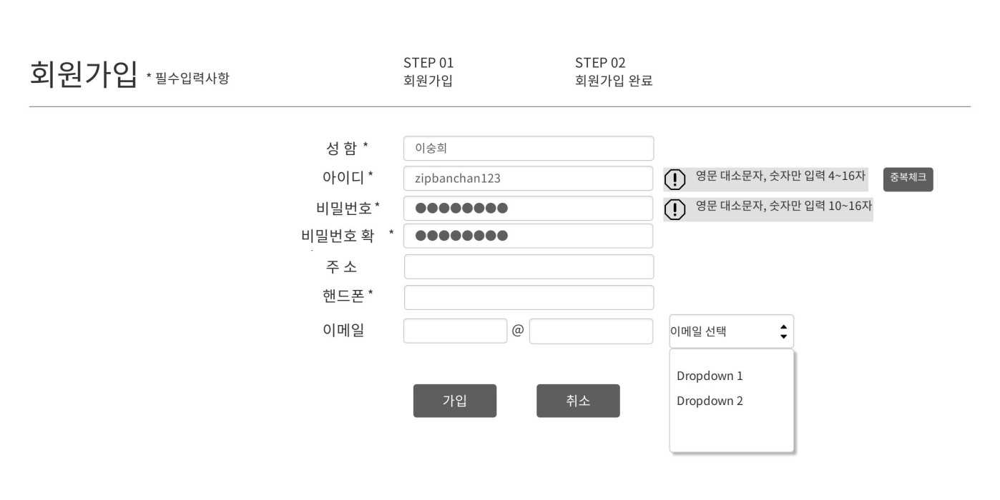 회원가입 * 필수입력사항
STEP 01
회원가입
STEP 02
회원가입 완료
성 함 * 이숭희
아이디 * zipbanchan123 영문 대소문자, 숫자만 입력 4~16자 중복체크
비밀번호 * ●●●●●●●● 영문 대소문자, 숫자만 입력 10~16자
비밀번호 확 * ●●●●●●●●
주 소
핸드폰 *
이메일 @ 이메일 선택
Dropdown 1
Dropdown 2
가입 취소